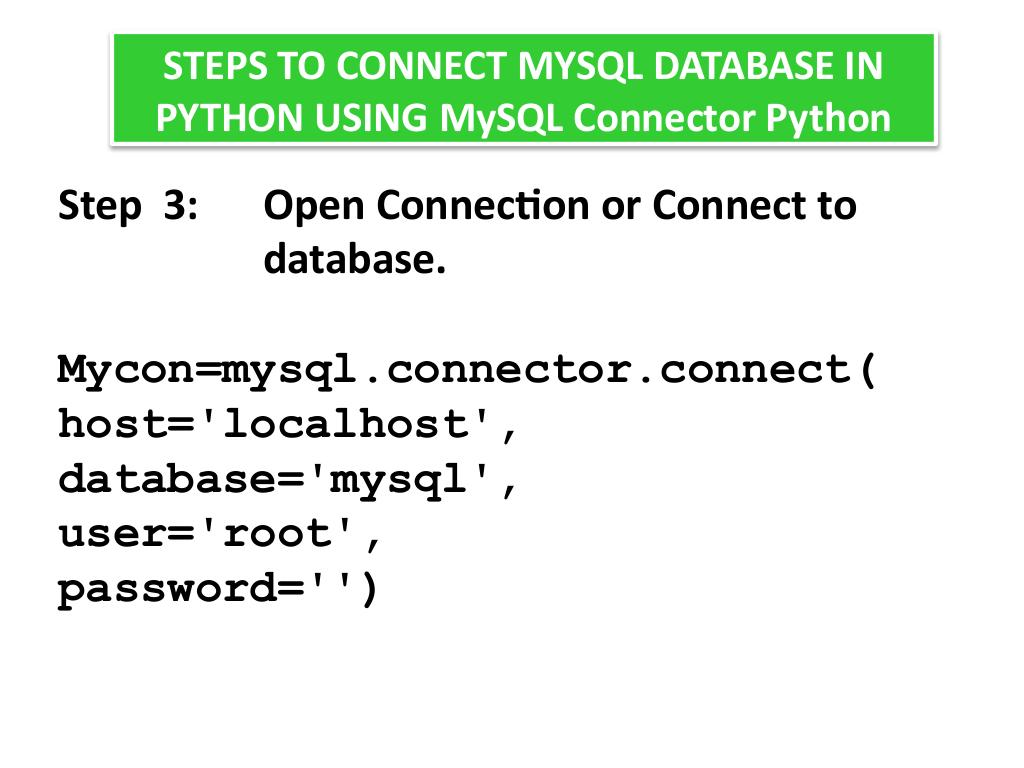 STEPS TO CONNECT MYSQL DATABASE IN
PYTHON USING MySQL Connector Python
Step 3: Open Connection or Connect to
database.
Mycon=mysql.connector.connect(
host='localhost',
database='mysql',
user='root',
password='')